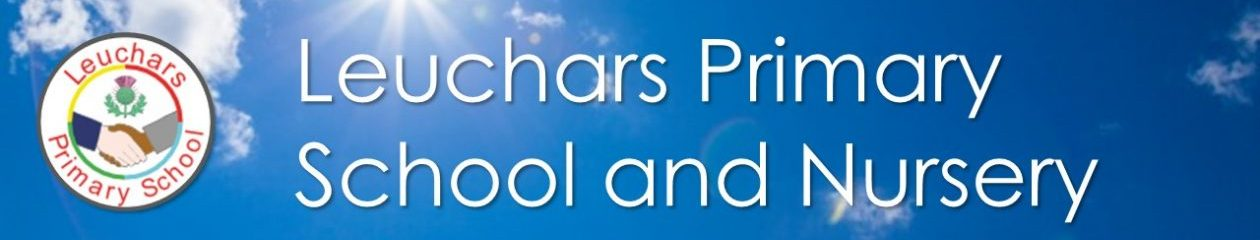 Leuchars
Primary School
Leuchars Primary
School and Nursery